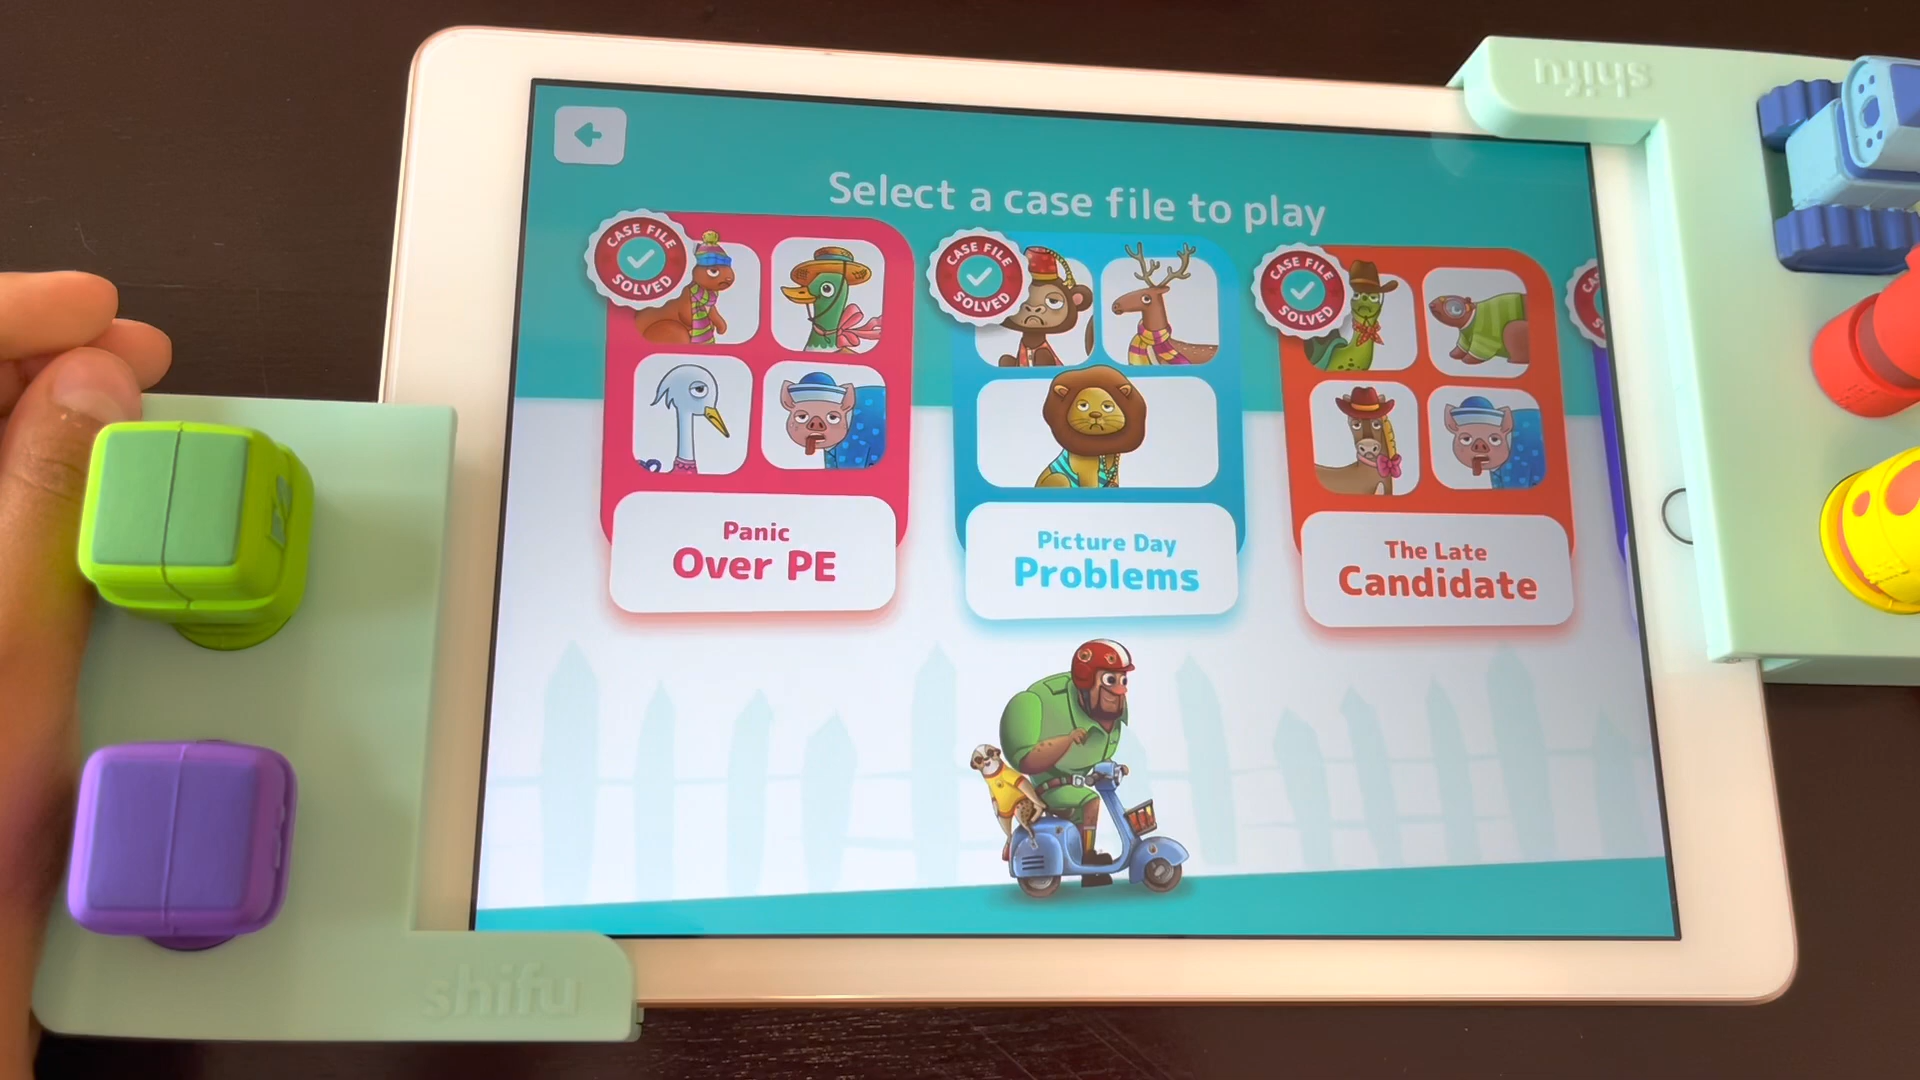 shifu
Select a case file to play
CASE FILE
SOLVED
CASE FILE
SOLVED
CASE FILE
SOLVED
Panic
Over PE
Picture Day
Problems
The Late
Candidate
shifu